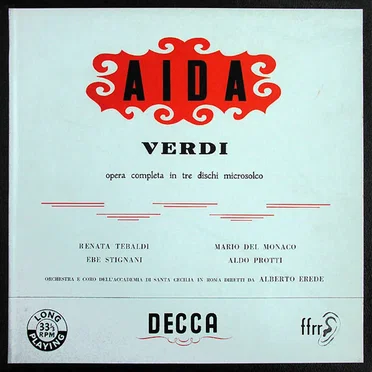 AIDA
VERDI
opera completa in tre dischi microsolco
RENATA TEBALDI
MARIO DEL MONACO
EBE STIGNANI
ALDO PROTTI
ORCHESTRA E CORO DELL'ACCADEMIA DI SANTA CECILIA IN ROMA DIRETTI DA ALBERTO EREDE
LONG
33⅓
RPM
PLAYING
DECCA
ffrr